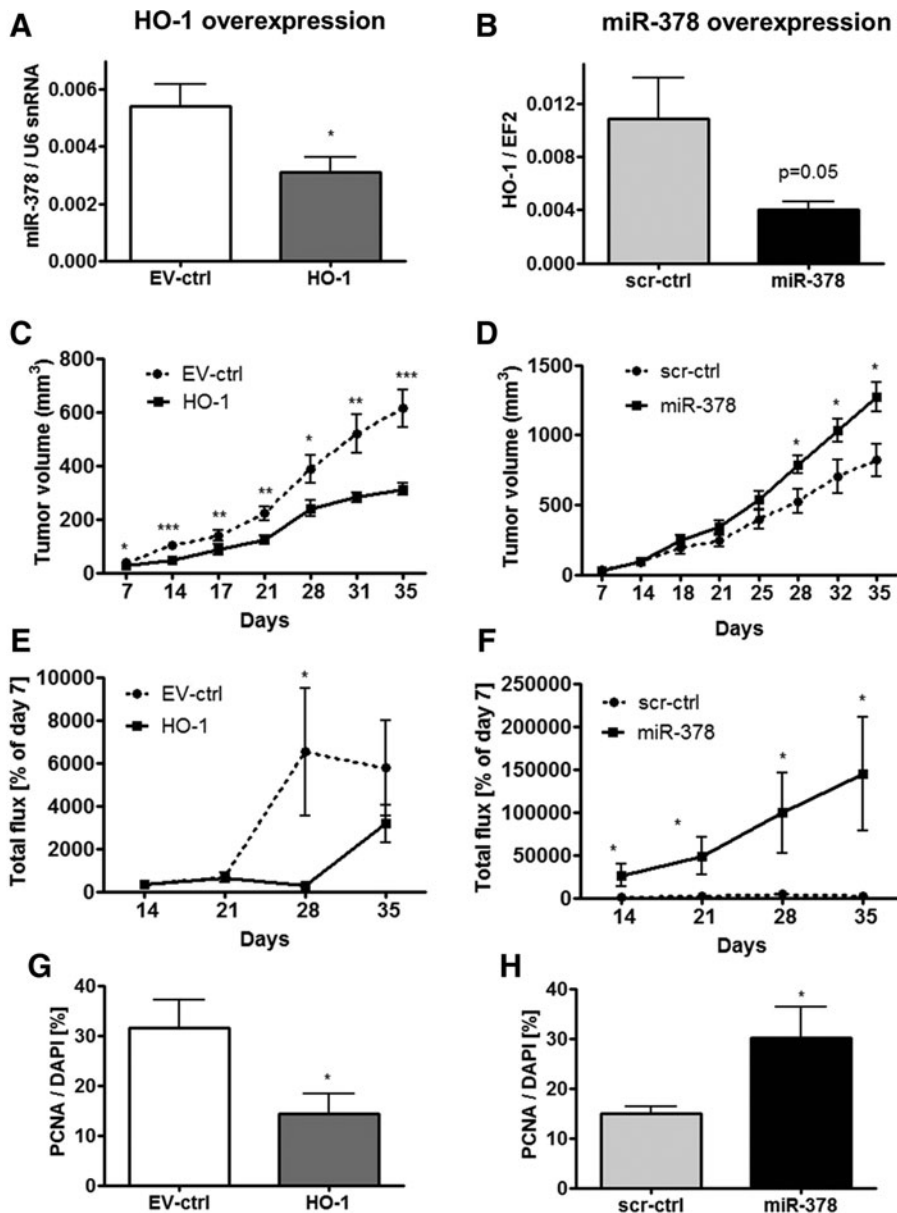 A HO-1 overexpression
miR-378 / U6 snRNA
0.006
0.004
0.002
0.000
*
EV-ctrl HO-1
B miR-378 overexpression
HO-1 / EF2
0.012
0.008
0.004
0.000
p=0.05
scr-ctrl miR-378
C
Tumor volume (mm³)
800
600
400
200
0
EV-ctrl
HO-1
* *** ** ** * ** ***
7 14 17 21 28 31 35
Days
D
Tumor volume (mm³)
1500
1000
500
0
scr-ctrl
miR-378
* * *
7 14 18 21 25 28 32 35
Days
E
Total flux [% of day 7]
10000
8000
6000
4000
2000
0
EV-ctrl
HO-1
*
14 21 28 35
Days
F
Total flux [% of day 7]
250000
200000
150000
100000
50000
0
scr-ctrl
miR-378
* * * *
14 21 28 35
Days
G
PCNA / DAPI [%]
40
30
20
10
0
*
EV-ctrl HO-1
H
PCNA / DAPI [%]
40
30
20
10
0
*
scr-ctrl miR-378